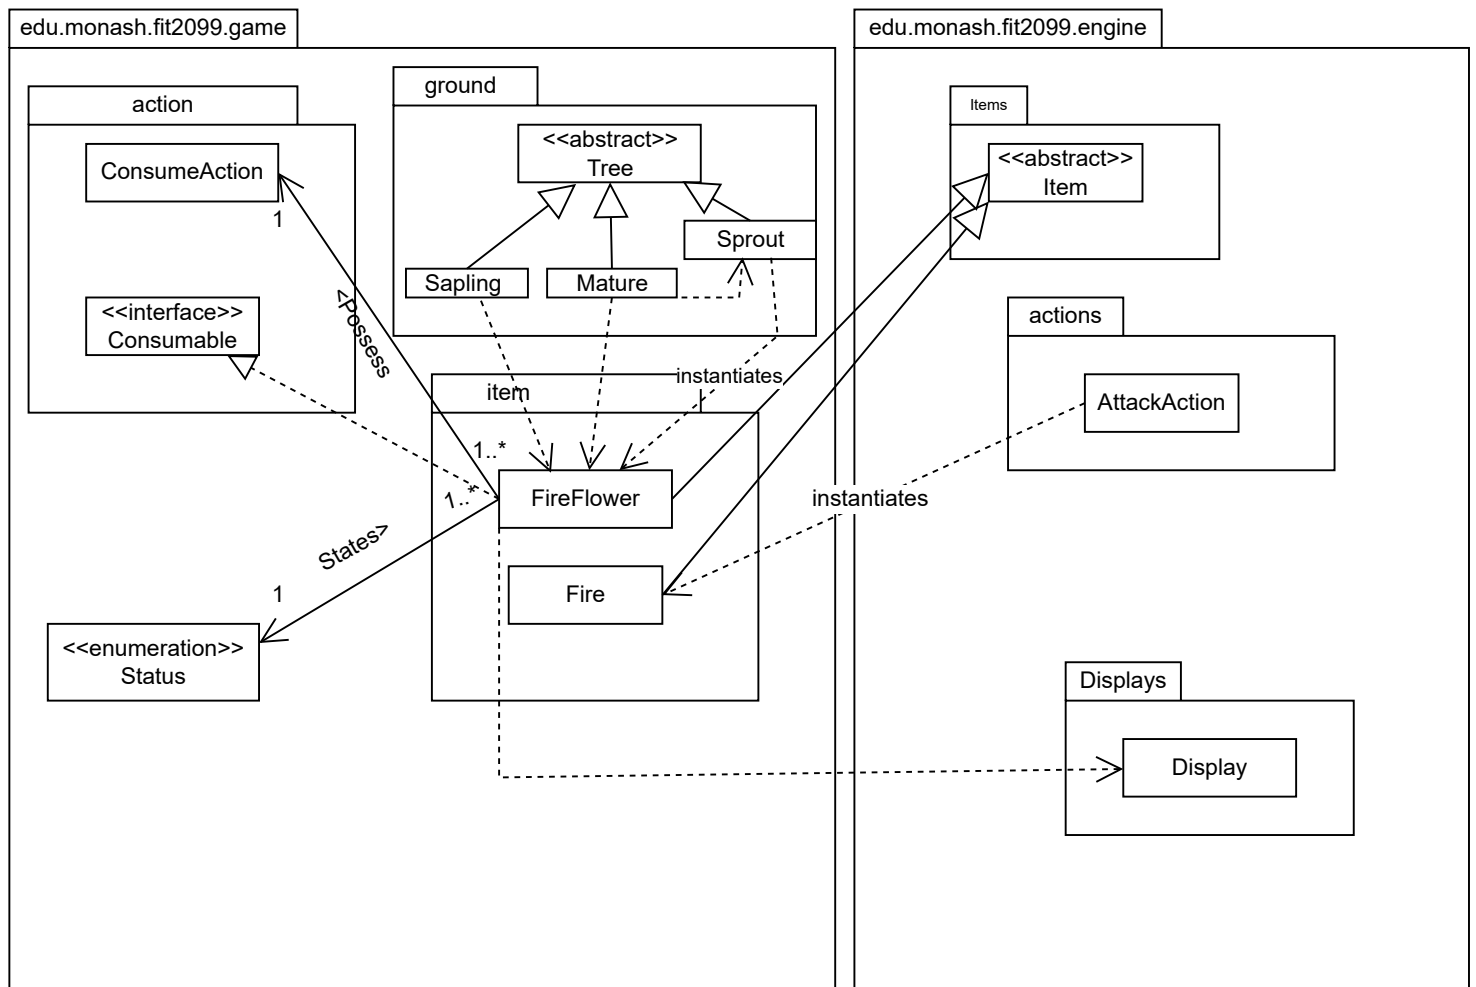 edu.monash.fit2099.game
edu.monash.fit2099.engine
action
ConsumeAction
1
<<interface>>
Consumable
<Possess
ground
<<abstract>>
Tree
Sprout
Sapling
Mature
instantiates
item
1..*
1..*
FireFlower
Fire
States>
1
<<enumeration>>
Status
Items
<<abstract>>
Item
actions
AttackAction
instantiates
Displays
Display